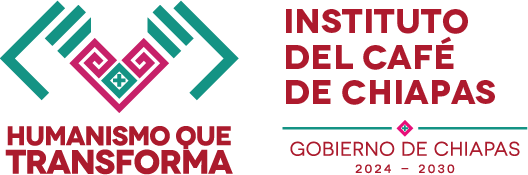 HUMANISMO QUE
TRANSFORMA
INSTITUTO
DEL CAFÉ
DE CHIAPAS
GOBIERNO DE CHIAPAS
2024 – 2030